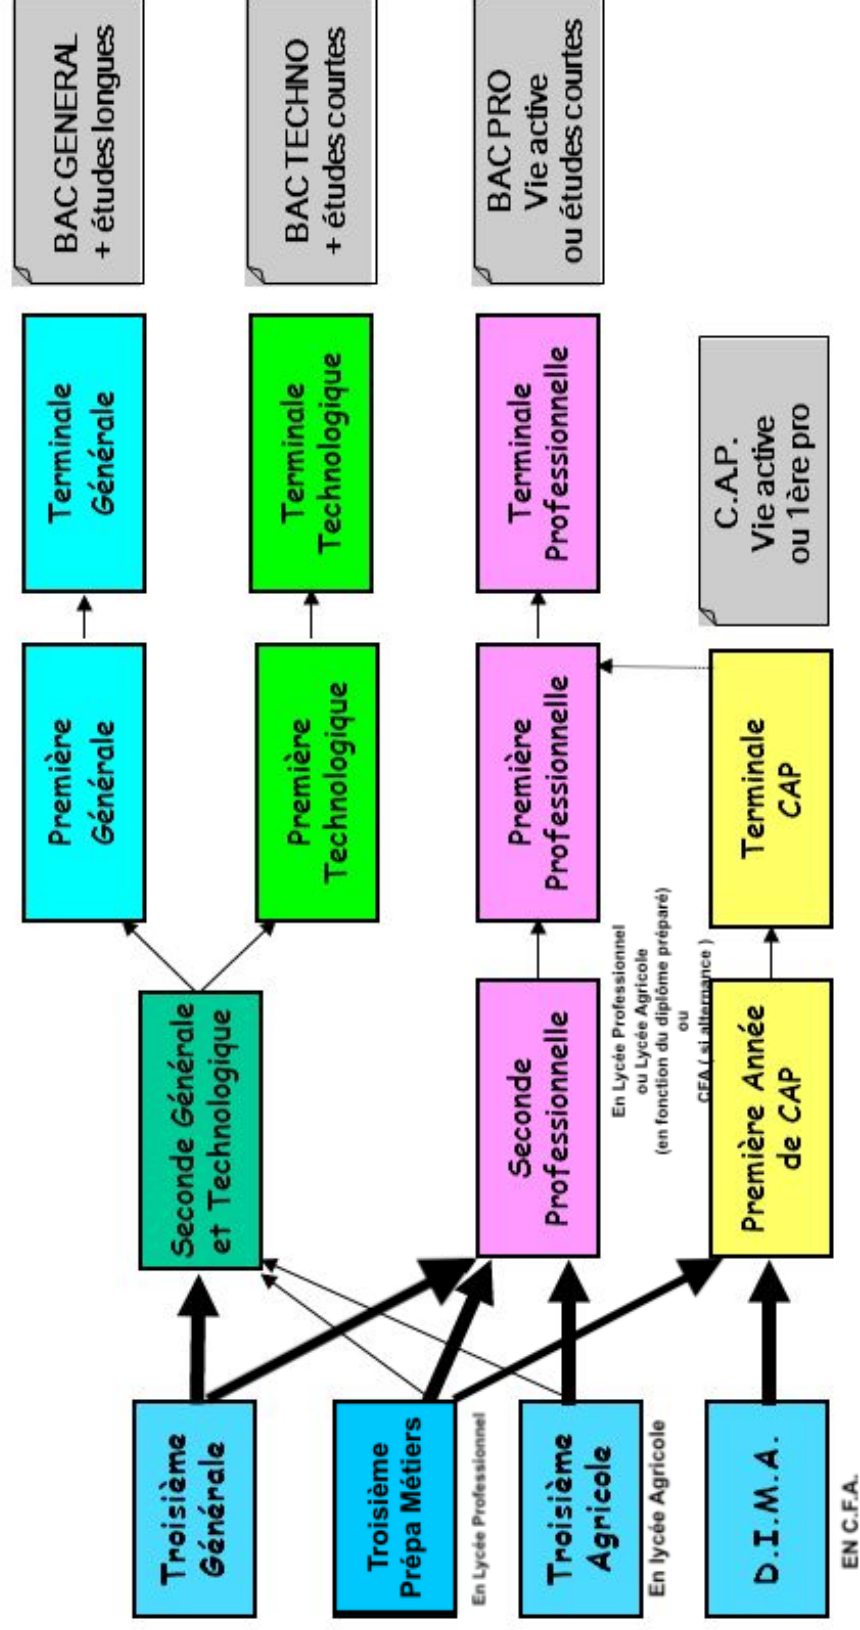 BAC GENERAL
+ études longues
BAC TECHNO
+ études courtes
BAC PRO
Vie active
ou études courtes
Terminale
Générale
Terminale
Technologique
Terminale
Professionnelle
C.A.P.
Vie active
ou 1ère pro
Première
Générale
Première
Technologique
Première
Professionnelle
Terminale
CAP
Seconde Générale
et Technologique
Seconde
Professionnelle
En Lycée Professionnel
ou Lycée Agricole
(en fonction du diplôme préparé)
ou
CFA ( si alternance )
Première Année
de CAP
Troisième
Générale
Troisième
Prépa Métiers
En Lycée Professionnel
Troisième
Agricole
En lycée Agricole
D.I.M.A.
EN C.F.A.